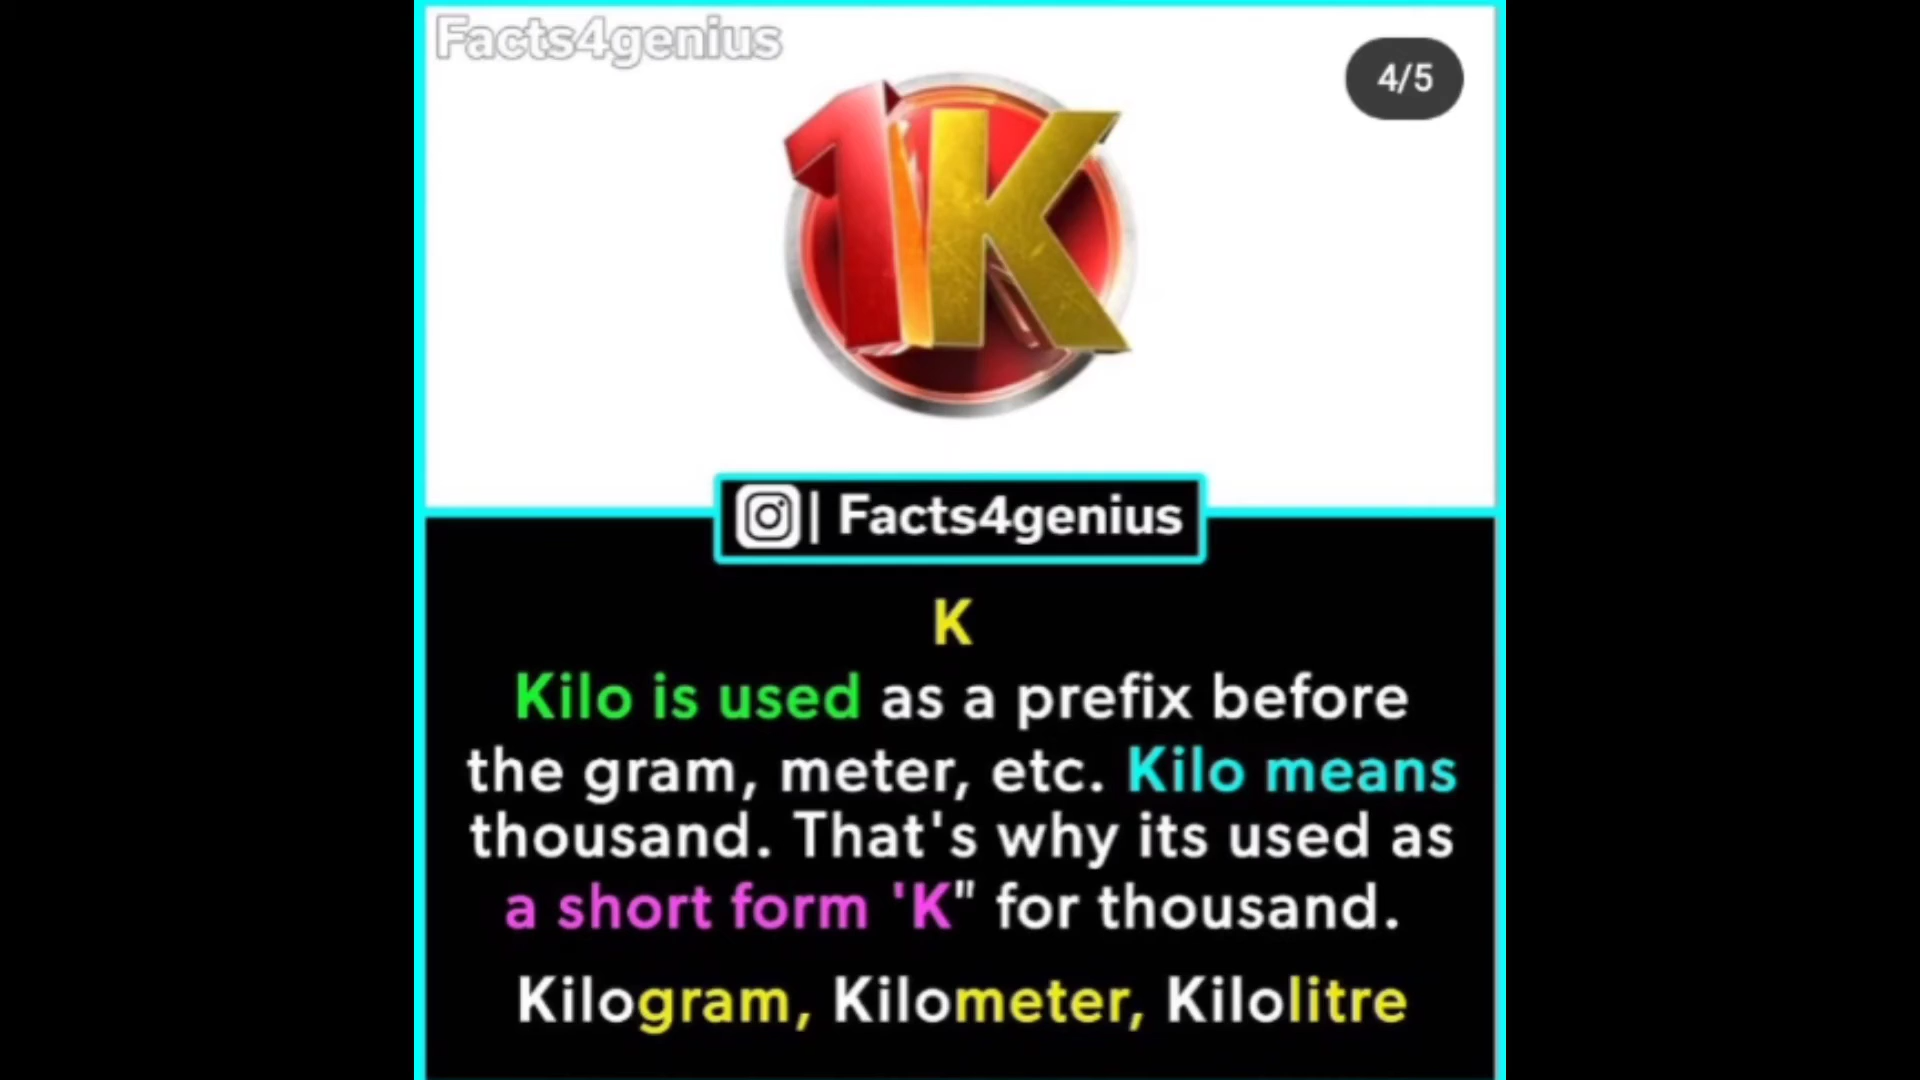 Facts4genius
4/5
1K
| Facts4genius
K
Kilo is used as a prefix before
the gram, meter, etc. Kilo means
thousand. That's why its used as
a short form 'K" for thousand.
Kilogram, Kilometer, Kilolitre